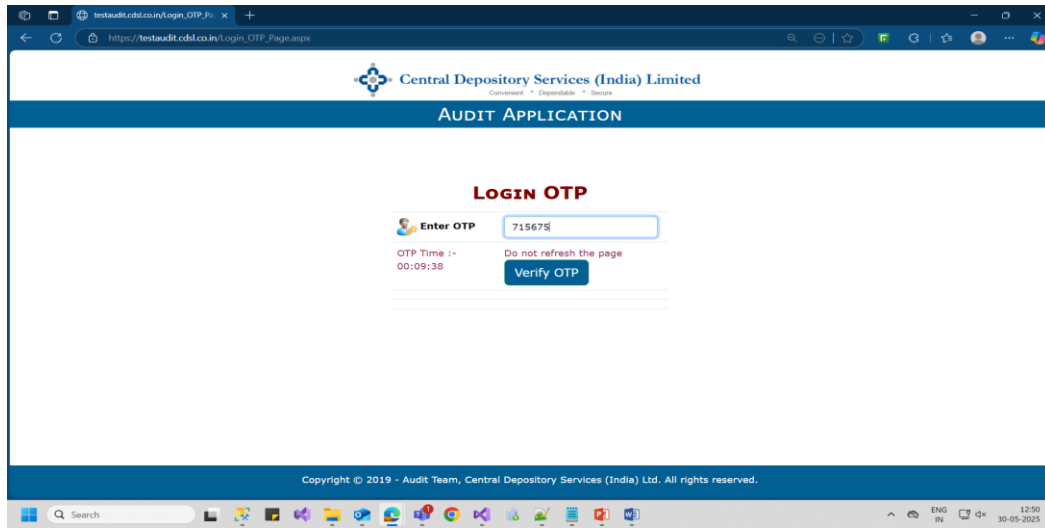 testaudit.cdsl.co.in/Login_OTP_Pa
https://testaudit.cdsl.co.in/Login_OTP_Page.aspx
Central Depository Services (India) Limited
Convenient * Dependable * Secure
AUDIT APPLICATION
LOGIN OTP
Enter OTP 715675
OTP Time :- Do not refresh the page
00:09:38 Verify OTP
Copyright © 2019 - Audit Team, Central Depository Services (India) Ltd. All rights reserved.
Search ENG 12:50
IN 30-05-2025